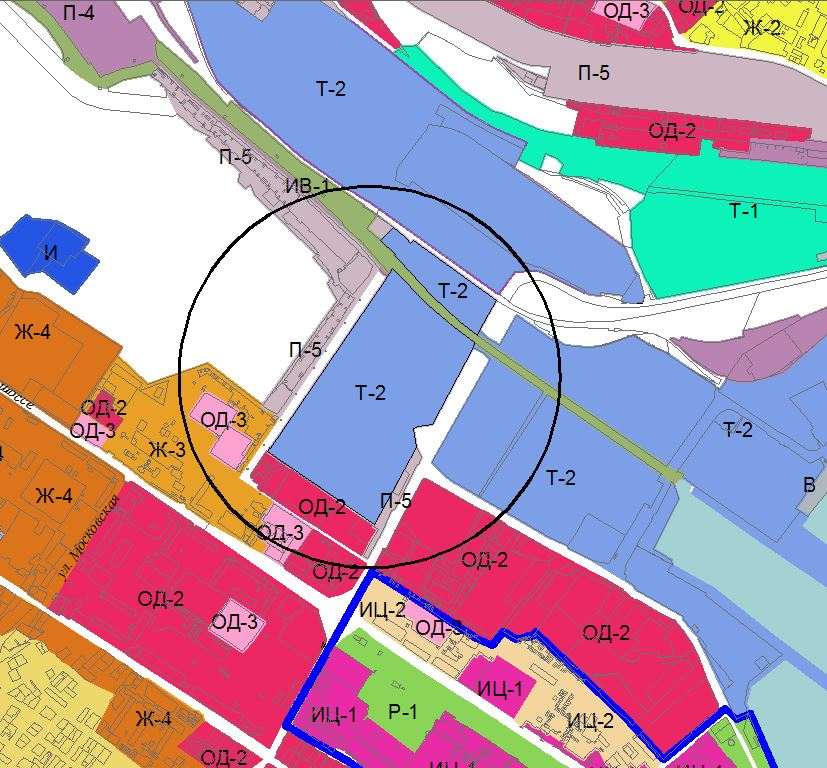 П-4
ОД-3
ОД-2
Ж-2
П-5
Т-2
ОД-2
П-5
ИВ-1
Т-1
И
Т-2
Ж-4
П-5
Т-2
ОД-2
ОД-3
ОД-3
Т-2
Ж-3
Т-2
В
Ж-4
П-5
ОД-2
ул. Московская
ОД-3
ОД-2
ОД-2
ОД-2
ИЦ-2
ОД-3
ОД-3
ОД-2
ИЦ-1
ИЦ-1
Р-1
ИЦ-2
Ж-4
ОД-2